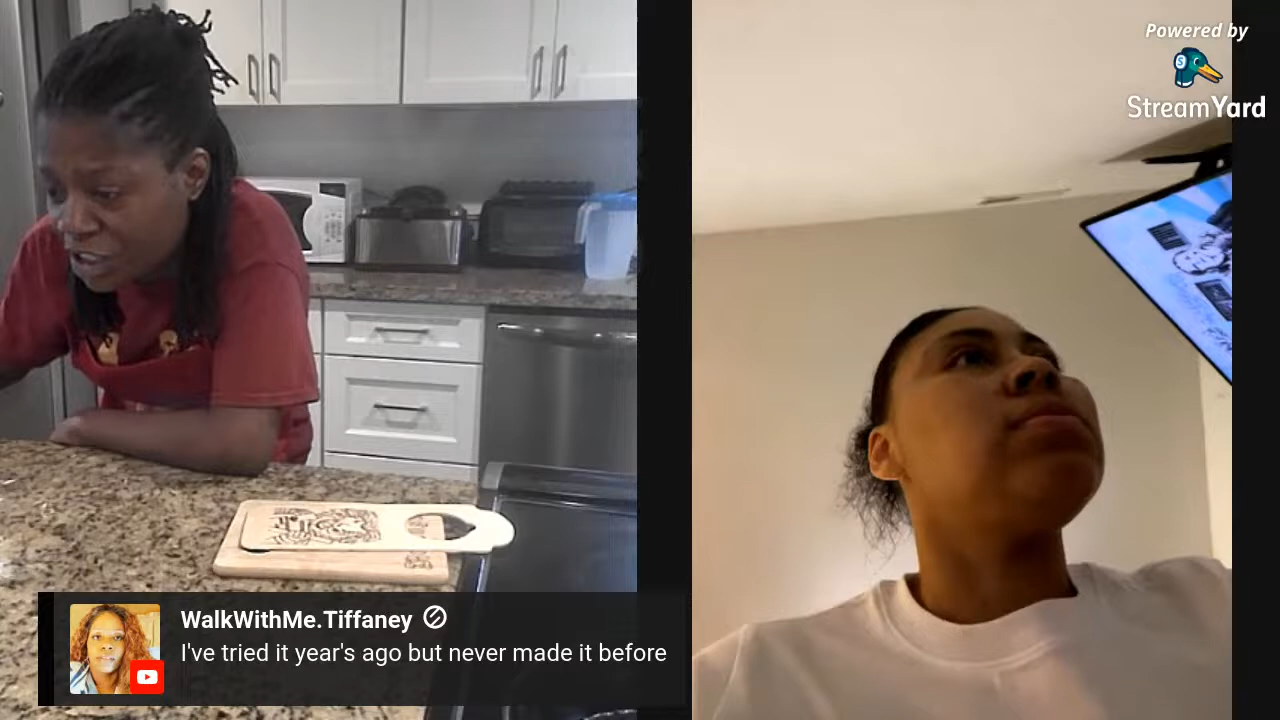 Powered by
StreamYard
WalkWithMe.Tiffaney
I've tried it year's ago but never made it before